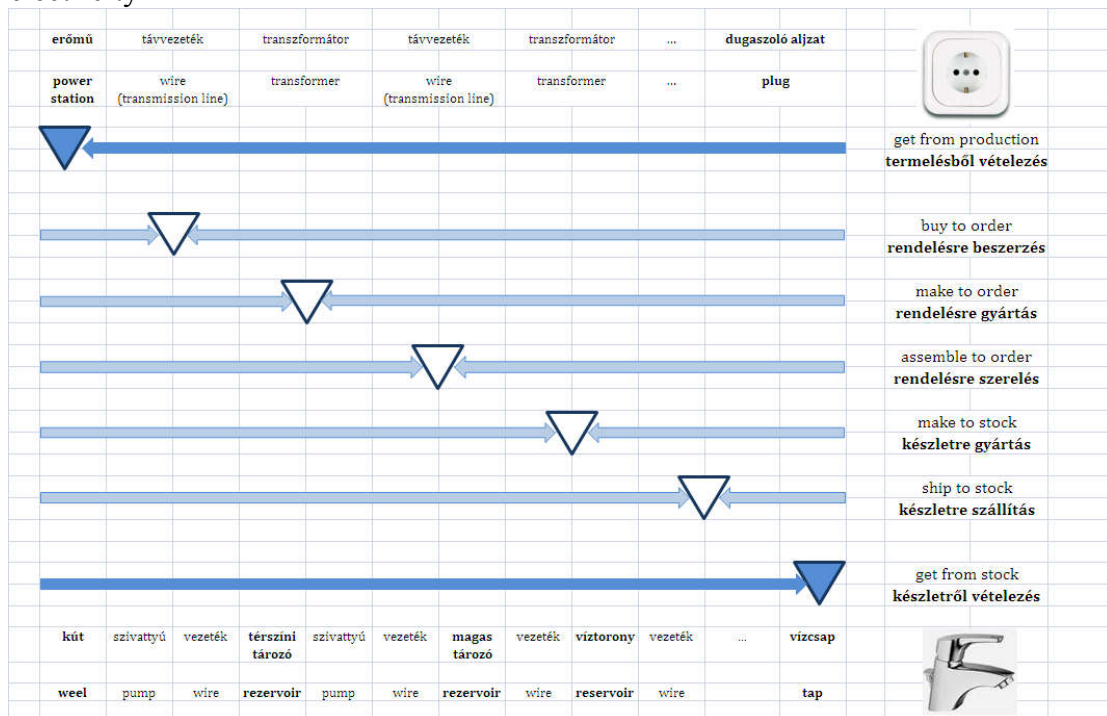 erőmű távvezeték transzformátor távvezeték transzformátor ... dugaszoló aljzat
power wire transformer wire transformer ... plug
station (transmission line) (transmission line)
get from production
termelésből vételezés
buy to order
rendelésre beszerzés
make to order
rendelésre gyártás
assemble to order
rendelésre szerelés
make to stock
készletre gyártás
ship to stock
készletre szállítás
get from stock
készletről vételezés
kút szivattyú vezeték térszíni szivattyú vezeték magas vezeték víztorony vezeték ... vízcsap
tározó tározó
weel pump wire rezervoir pump wire rezervoir wire reservoir wire tap